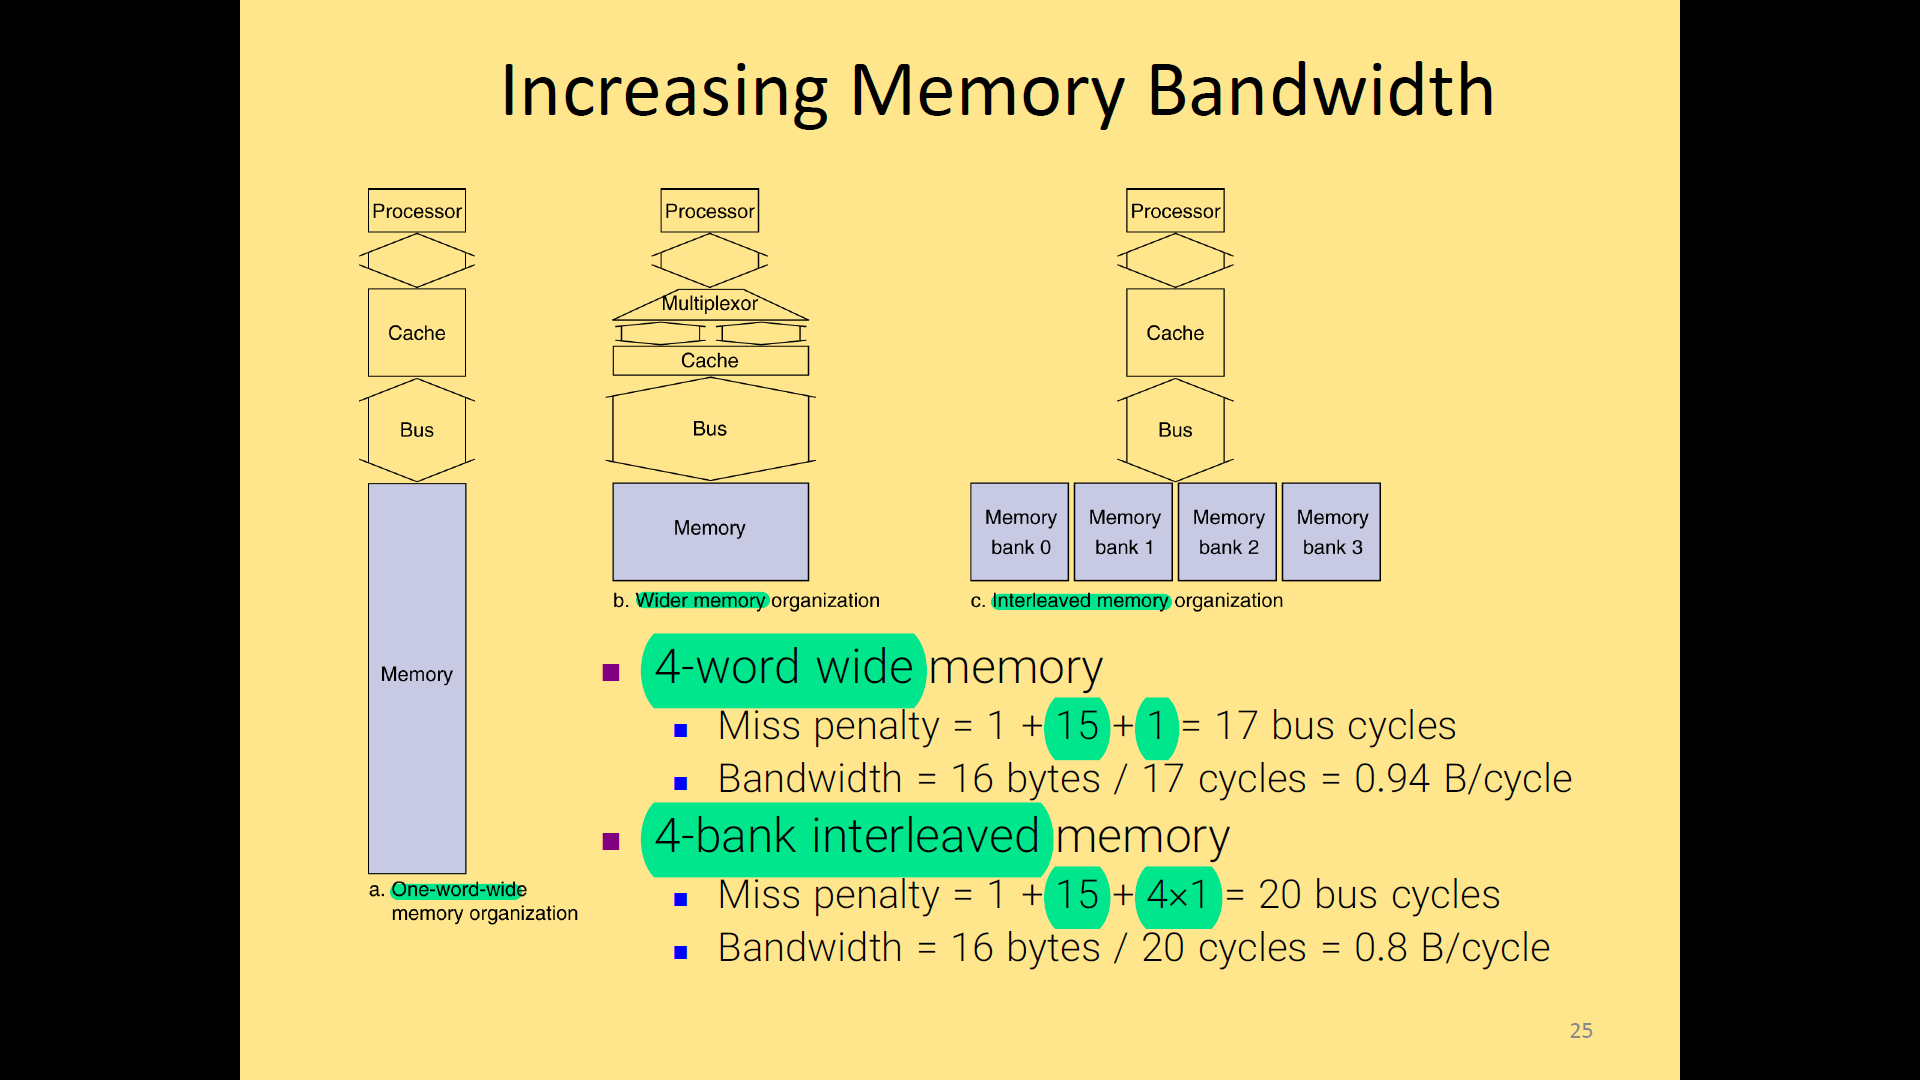 Increasing Memory Bandwidth
Processor
Cache
Bus
Memory
a. One-word-wide
memory organization
Processor
Multiplexor
Cache
Bus
Memory
b. Wider memory organization
Processor
Cache
Bus
Memory
bank 0
Memory
bank 1
Memory
bank 2
Memory
bank 3
c. Interleaved memory organization
4-word wide memory
Miss penalty = 1 + 15 + 1 = 17 bus cycles
Bandwidth = 16 bytes / 17 cycles = 0.94 B/cycle
4-bank interleaved memory
Miss penalty = 1 + 15 + 4×1 = 20 bus cycles
Bandwidth = 16 bytes / 20 cycles = 0.8 B/cycle
25